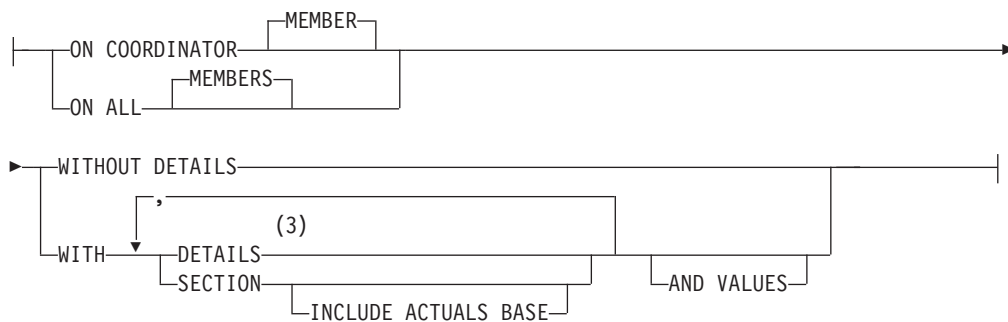 MEMBER
ON COORDINATOR
MEMBERS
ON ALL
WITHOUT DETAILS
,
(3)
WITH DETAILS
SECTION AND VALUES
INCLUDE ACTUALS BASE